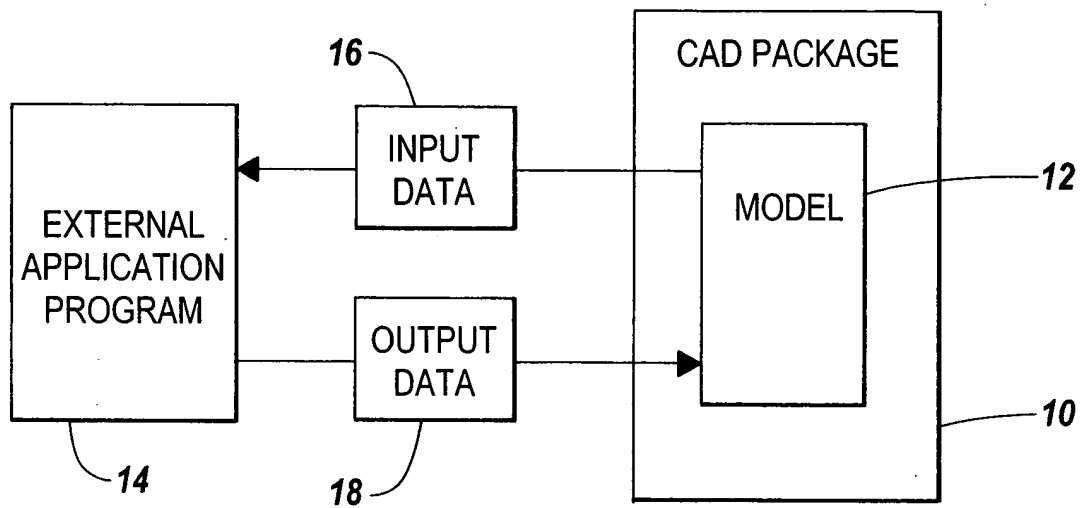 16
CAD PACKAGE
INPUT
DATA
12
MODEL
EXTERNAL
APPLICATION
PROGRAM
OUTPUT
DATA
10
14
18